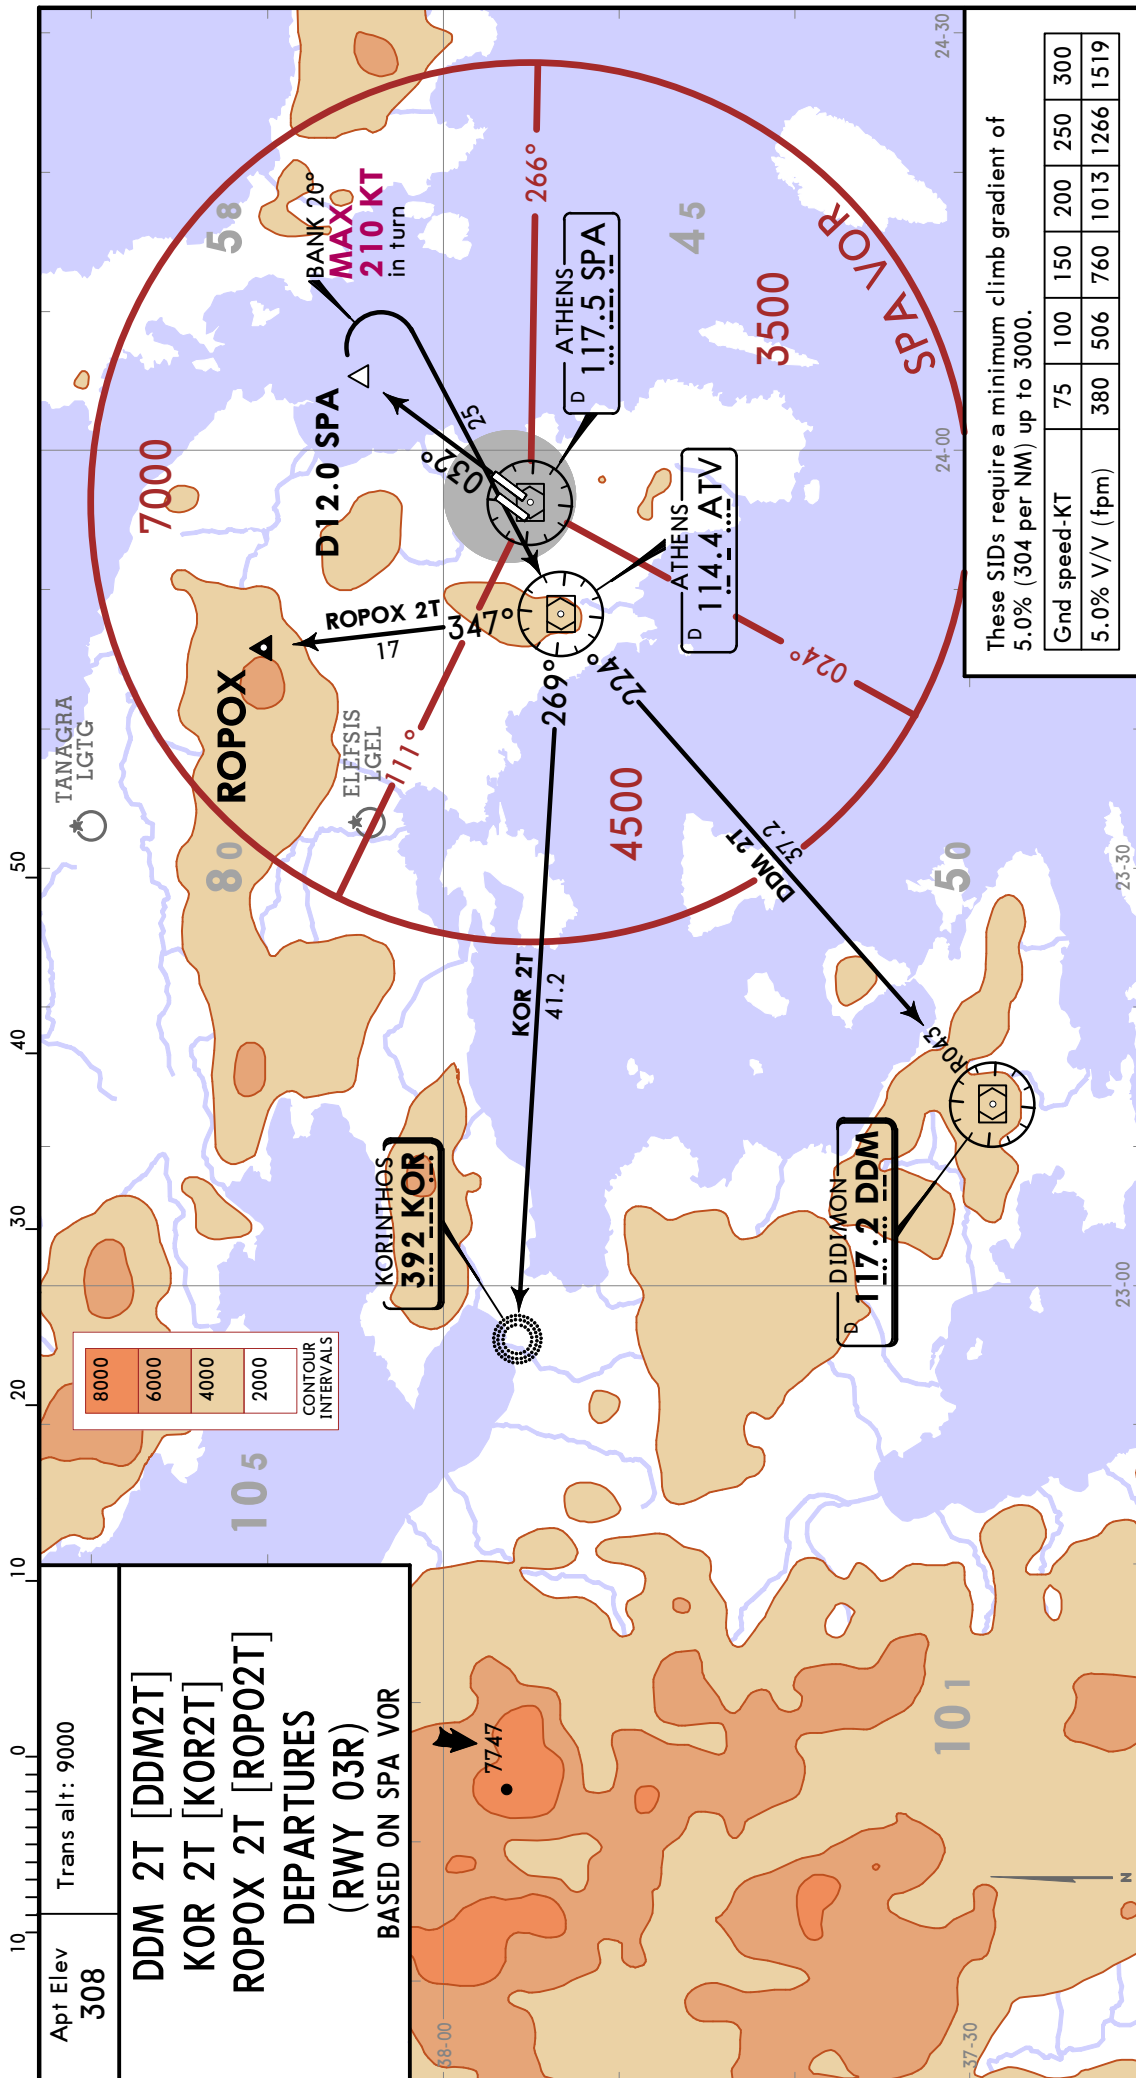 Apt Elev
308
Trans alt: 9000
DDM 2T [DDM2T]
KOR 2T [KOR2T]
ROPOX 2T [ROPO2T]
DEPARTURES
(RWY 03R)
BASED ON SPA VOR
10
0
10
20
30
40
50
8000
6000
4000
2000
CONTOUR
INTERVALS
105
80
58
45
50
101
7747
TANAGRA
LGTG
ELEFSIS
LGEL
ROPOX
ROPOX 2T
17
347°
D12.0 SPA
BANK 20°
MAX
210 KT
in turn
7000
4500
3500
SPA VOR
111°
266°
024°
032°
25
D
ATHENS
117.5 SPA
D
ATHENS
114.4 ATV
269°
224°
KOR 2T
41.2
DDM 2T
37.2
R043
KORINTHOS
392 KOR
D
DIDIMON
117.2 DDM
38-00
37-30
23-00
23-30
24-00
24-30
N
These SIDs require a minimum climb gradient of
5.0% (304 per NM) up to 3000.
Gnd speed-KT 75 100 150 200 250 300
5.0% V/V (fpm) 380 506 760 1013 1266 1519